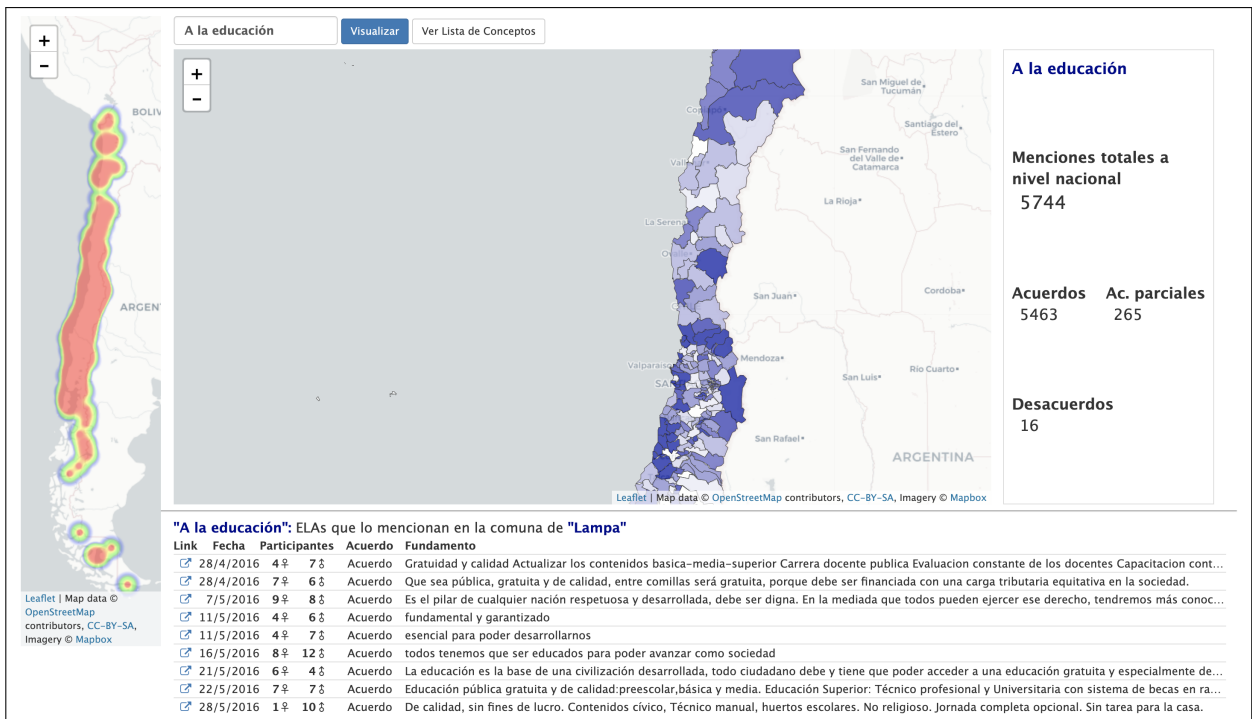 A la educación
Visualizar
Ver Lista de Conceptos
+
−
BOLIV
ARGEN
Leaflet | Map data ©
OpenStreetMap
contributors, CC-BY-SA,
Imagery © Mapbox
+
−
San Miguel de
Tucumán
Santiago del
Estero
San Fernando
del Valle de
Catamarca
La Rioja
La Serena
San Juan
Cordoba
Valparaíso
Mendoza
San Luis
Río Cuarto
San Rafael
ARGENTINA
Leaflet | Map data © OpenStreetMap contributors, CC-BY-SA, Imagery © Mapbox
A la educación
Menciones totales a
nivel nacional
5744
Acuerdos Ac. parciales
5463 265
Desacuerdos
16
"A la educación": ELAs que lo mencionan en la comuna de "Lampa"
Link Fecha Participantes Acuerdo Fundamento
28/4/2016 4♀ 7♂ Acuerdo Gratuidad y calidad Actualizar los contenidos basica-media-superior Carrera docente publica Evaluacion constante de los docentes Capacitacion cont...
28/4/2016 7♀ 6♂ Acuerdo Que sea pública, gratuita y de calidad, entre comillas será gratuita, porque debe ser financiada con una carga tributaria equitativa en la sociedad.
7/5/2016 9♀ 8♂ Acuerdo Es el pilar de cualquier nación respetuosa y desarrollada, debe ser digna. En la mediada que todos pueden ejercer ese derecho, tendremos más conoc...
11/5/2016 4♀ 6♂ Acuerdo fundamental y garantizado
11/5/2016 4♀ 7♂ Acuerdo esencial para poder desarrollarnos
16/5/2016 8♀ 12♂ Acuerdo todos tenemos que ser educados para poder avanzar como sociedad
21/5/2016 6♀ 4♂ Acuerdo La educación es la base de una civilización desarrollada, todo ciudadano debe y tiene que poder acceder a una educación gratuita y especialmente de...
22/5/2016 7♀ 7♂ Acuerdo Educación pública gratuita y de calidad:preescolar,básica y media. Educación Superior: Técnico profesional y Universitaria con sistema de becas en ra...
28/5/2016 1♀ 10♂ Acuerdo De calidad, sin fines de lucro. Contenidos cívico, Técnico manual, huertos escolares. No religioso. Jornada completa opcional. Sin tarea para la casa.